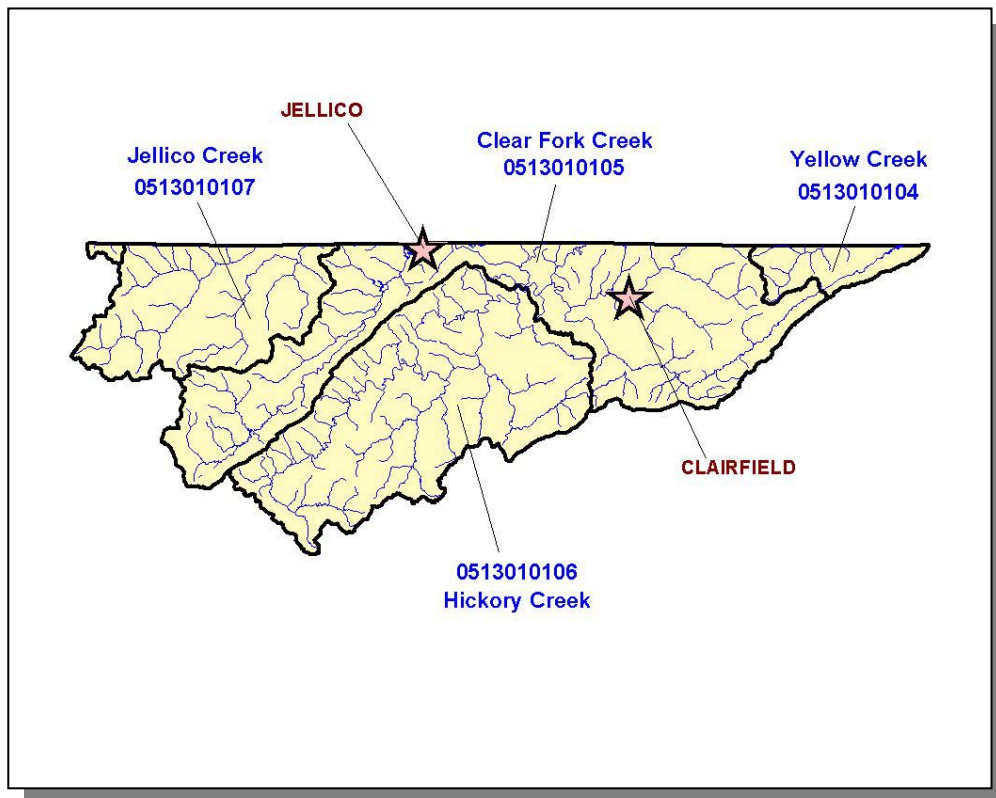 JELLICO
Jellico Creek
0513010107
Clear Fork Creek
0513010105
Yellow Creek
0513010104
CLAIRFIELD
0513010106
Hickory Creek